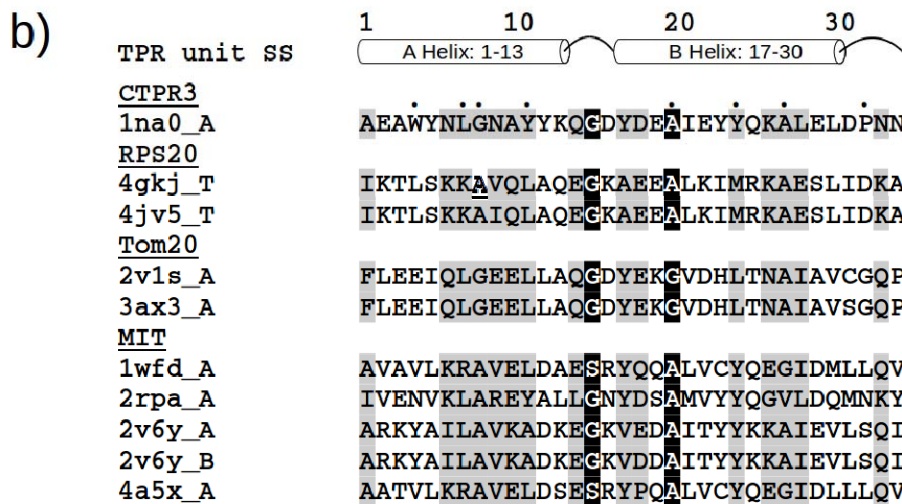 b)
1 10 20 30
TPR unit SS A Helix: 1-13 B Helix: 17-30
CTPR3
1na0_A AEAWYNLGNAYYKQGDYDEAIEYYQKALELDPNN
RPS20
4gkj_T IKTLSKKAVQLAQEGKAEEALKIMRKAESLIDKA
4jv5_T IKTLSKKAIQLAQEGKAEEALKIMRKAESLIDKA
Tom20
2v1s_A FLEEIQLGEELLAQGDYEKGVDHLTNAIAVCGQP
3ax3_A FLEEIQLGEELLAQGDYEKGVDHLTNAIAVSGQP
MIT
1wfd_A AVAVLKRAVELDAESRYQQALVCYQEGIDMLLQV
2rpa_A IVENVKLAREYALLGNYDSAMVYYQGVLDQMNKY
2v6y_A ARKYAILAVKADKEGKVEDAITYYKKAIEVLSQI
2v6y_B ARKYAILAVKADKEGKVDDAITYYKKAIEVLSQI
4a5x_A AATVLKRAVELDSESRYPQALVCYQEGIDLLLQV